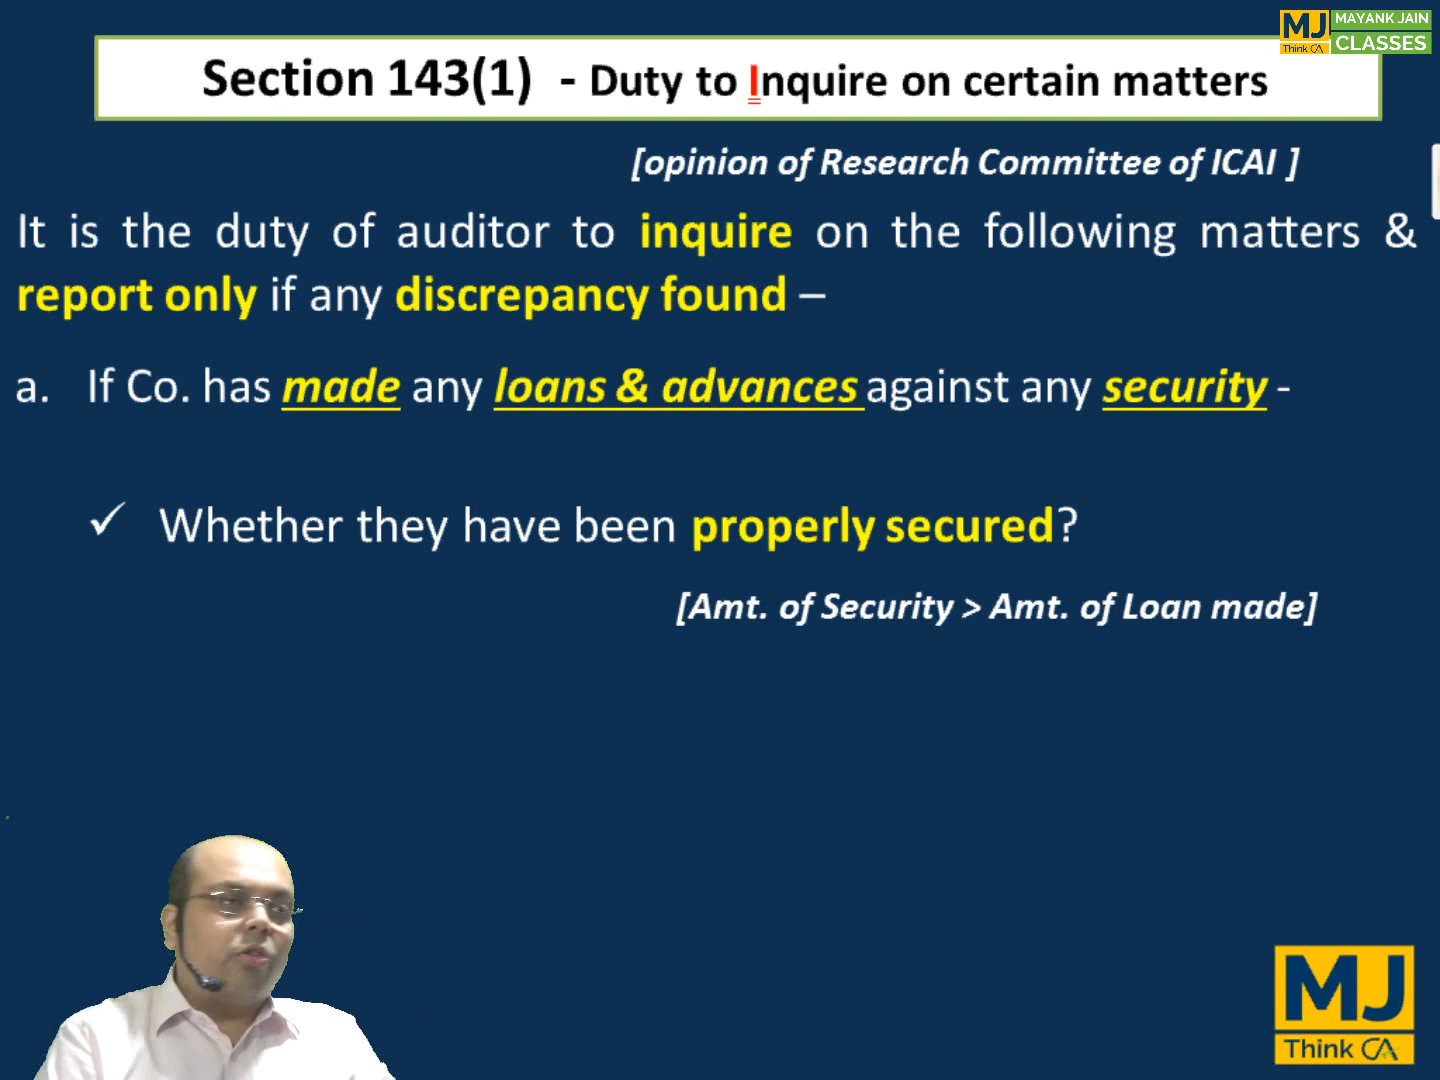 MJ
Think CA
MAYANK JAIN
CLASSES
Section 143(1) - Duty to Inquire on certain matters
[opinion of Research Committee of ICAI ]
It is the duty of auditor to inquire on the following matters &
report only if any discrepancy found –
a. If Co. has made any loans & advances against any security -
✓ Whether they have been properly secured?
[Amt. of Security > Amt. of Loan made]
MJ
Think CA